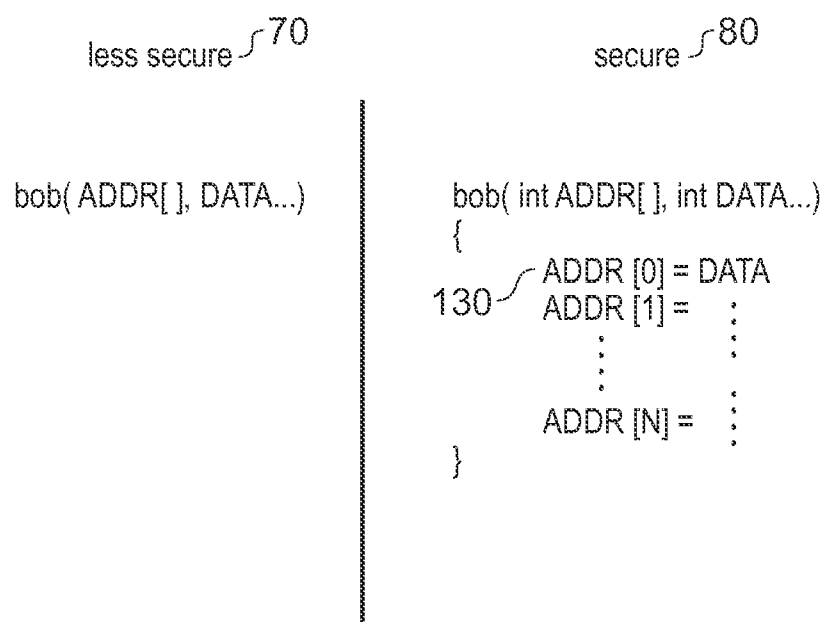 less secure 70
secure 80
bob( ADDR[ ], DATA...)
bob( int ADDR[ ], int DATA...)
{
ADDR [0] = DATA
130
ADDR [1] =
ADDR [N] =
}